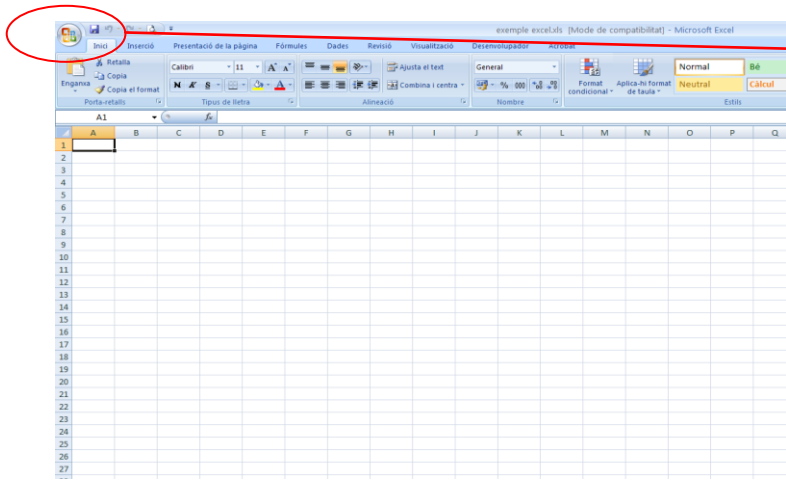 exemple excel.xls [Mode de compatibilitat] - Microsoft Excel
Inici Inserció Presentació de la pàgina Fórmules Dades Revisió Visualització Desenvolupador Acrobat
Enganxa
Retalla
Copia
Copia el format
Porta-retalls
Calibri 11 A A
N K S A
Tipus de lletra
Ajusta el text
Combina i centra
Alineació
General
% 000
Nombre
Format condicional
Aplica-hi format de taula
Normal Bé
Neutral Càlcul
Estils
A1 fx
A B C D E F G H I J K L M N O P Q
1
2
3
4
5
6
7
8
9
10
11
12
13
14
15
16
17
18
19
20
21
22
23
24
25
26
27